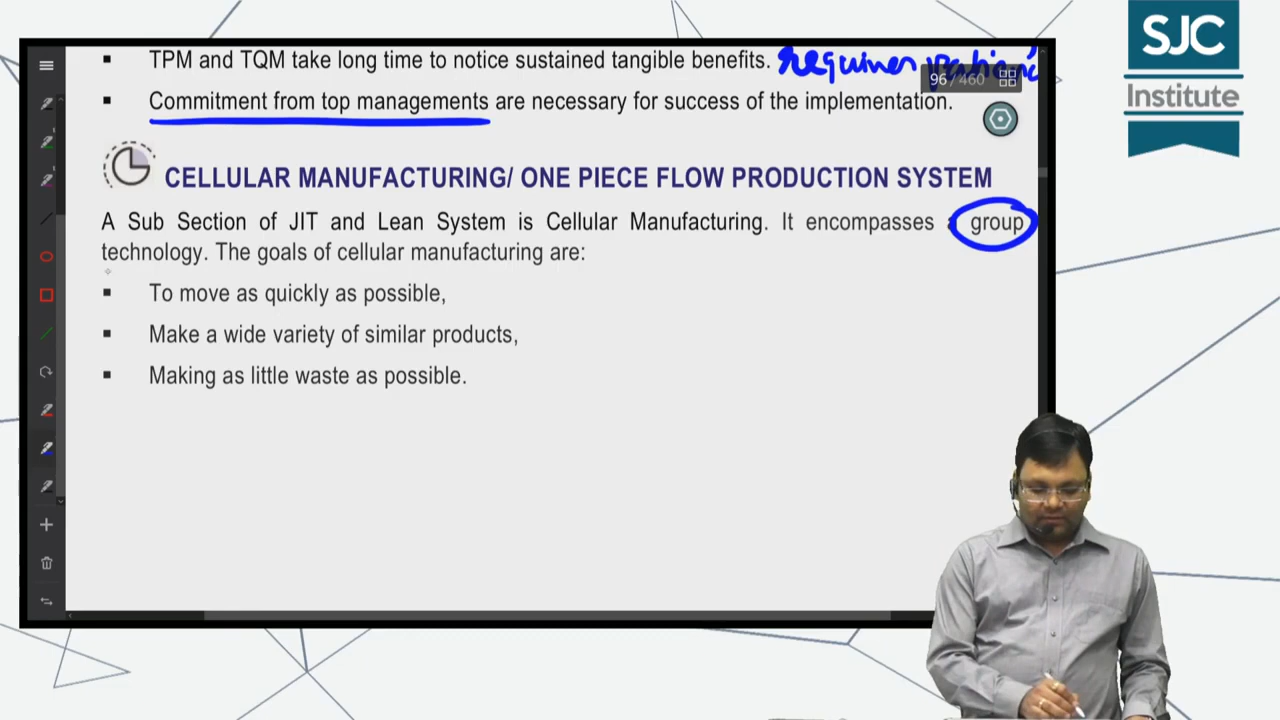 SJC
Institute
TPM and TQM take long time to notice sustained tangible benefits. Requires
96 / 460
Commitment from top managements are necessary for success of the implementation.
CELLULAR MANUFACTURING/ ONE PIECE FLOW PRODUCTION SYSTEM
A Sub Section of JIT and Lean System is Cellular Manufacturing. It encompasses a group
technology. The goals of cellular manufacturing are:
To move as quickly as possible,
Make a wide variety of similar products,
Making as little waste as possible.